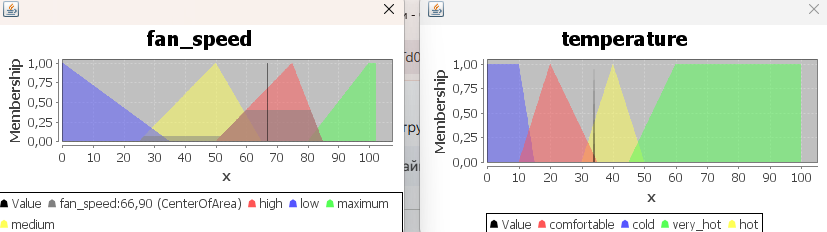 fan_speed
Membership
1,00
0,75
0,50
0,25
0,00
0 10 20 30 40 50 60 70 80 90 100
x
Value fan_speed:66,90 (CenterOfArea) high low maximum
medium
temperature
Membership
1,00
0,75
0,50
0,25
0,00
0 10 20 30 40 50 60 70 80 90 100
x
Value comfortable cold very_hot hot